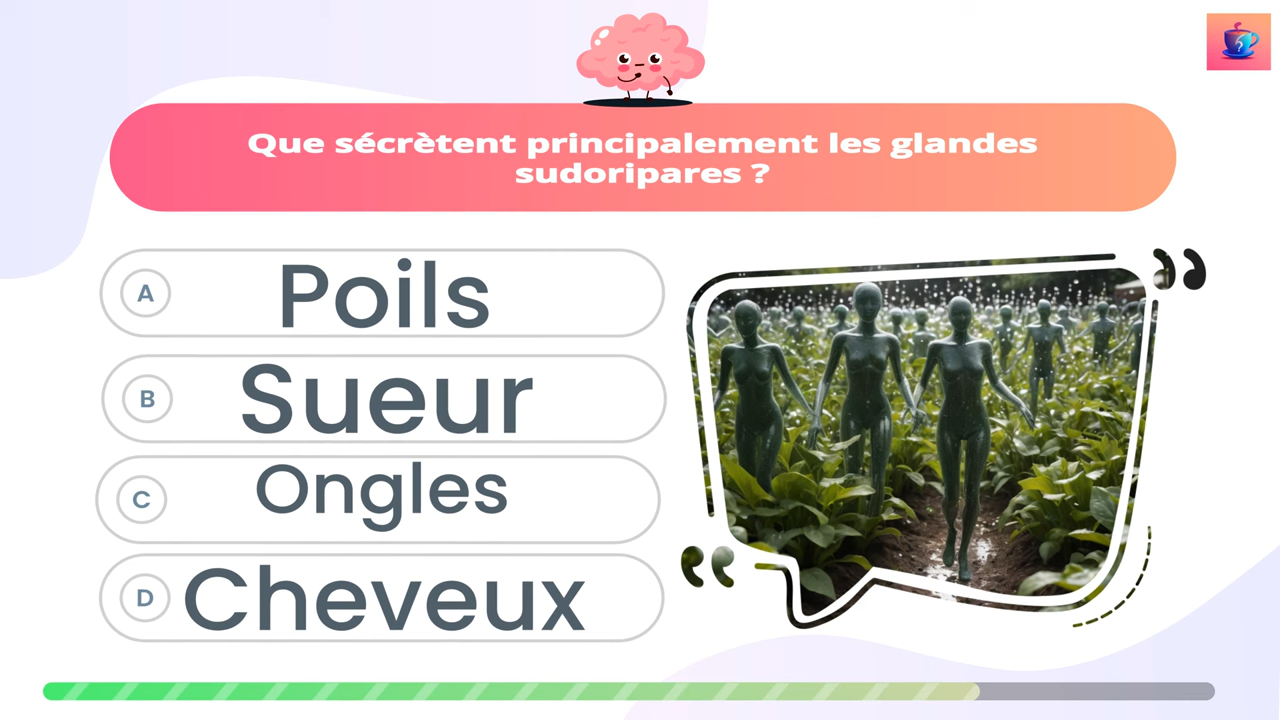 Que sécrètent principalement les glandes
sudoripares ?
A Poils
B Sueur
C Ongles
D Cheveux